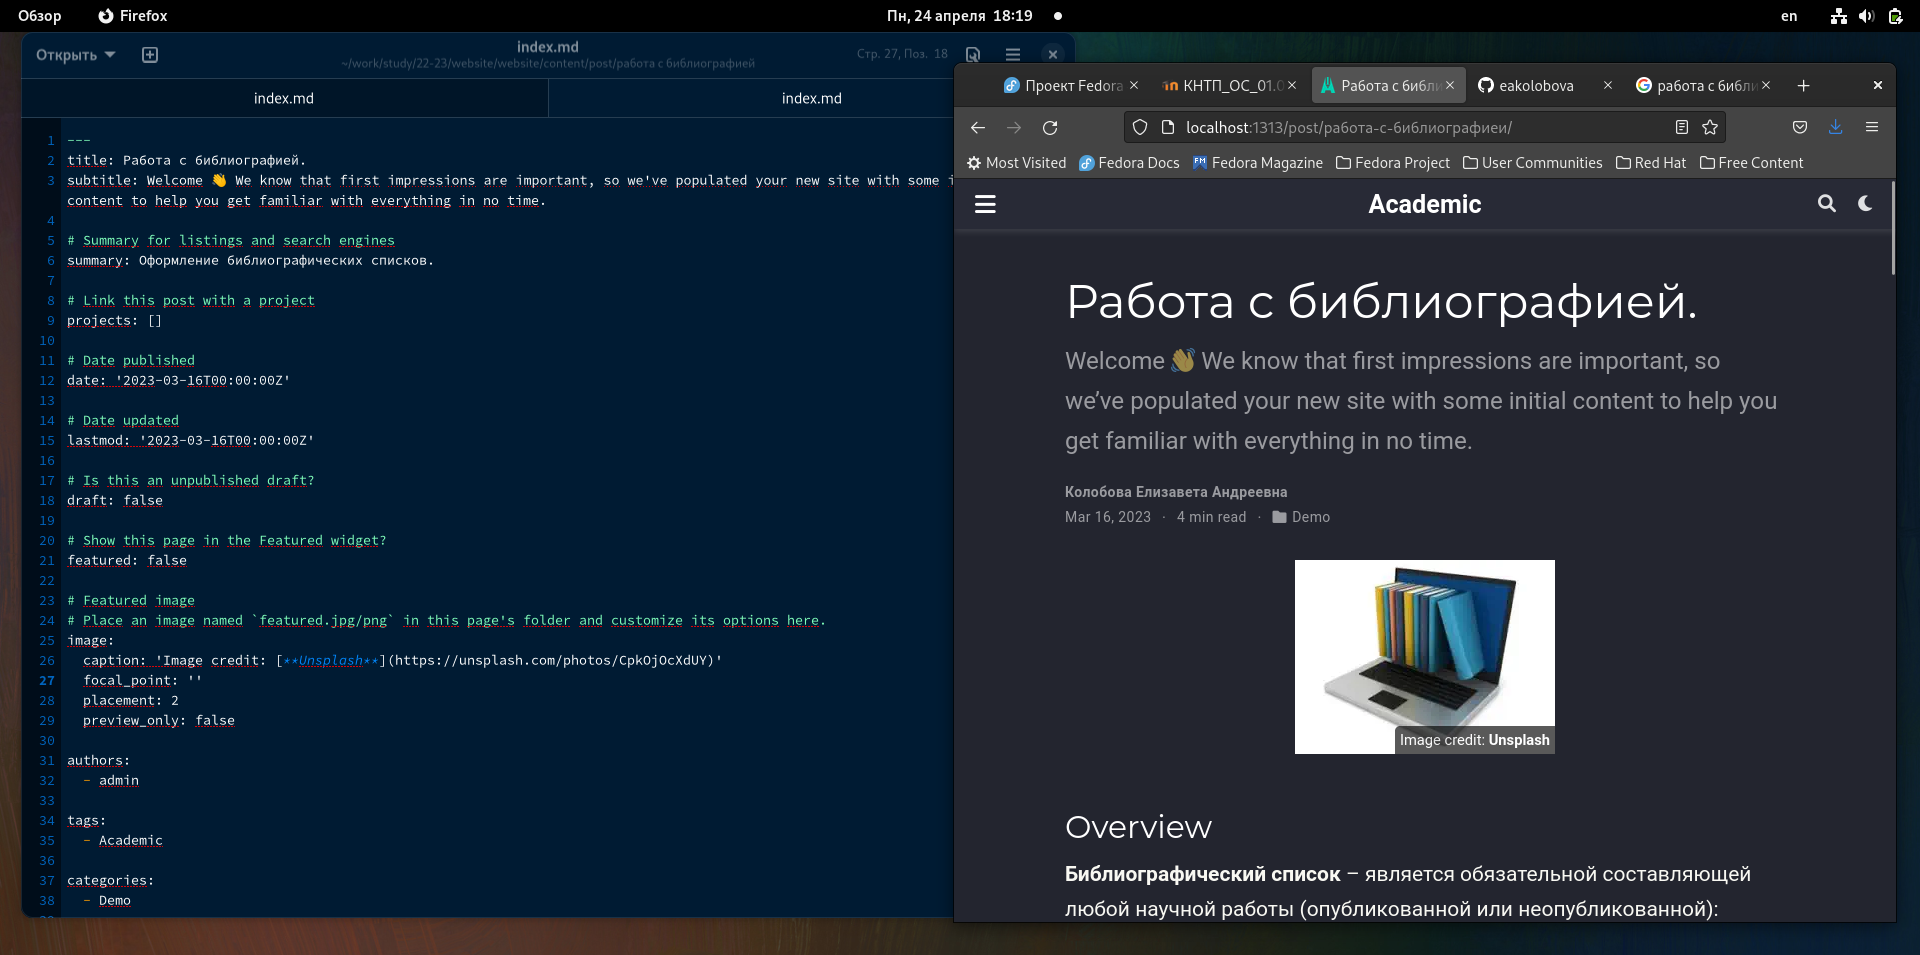 Обзор Firefox Пн, 24 апреля 18:19 en
Открыть index.md Стр. 27, Поз. 18
~/work/study/22-23/website/website/content/post/работа с библиографией
index.md index.md
1 ---
2 title: Работа с библиографией.
3 subtitle: Welcome 👋 We know that first impressions are important, so we've populated your new site with some i
content to help you get familiar with everything in no time.
4
5 # Summary for listings and search engines
6 summary: Оформление библиографических списков.
7
8 # Link this post with a project
9 projects: []
10
11 # Date published
12 date: '2023-03-16T00:00:00Z'
13
14 # Date updated
15 lastmod: '2023-03-16T00:00:00Z'
16
17 # Is this an unpublished draft?
18 draft: false
19
20 # Show this page in the Featured widget?
21 featured: false
22
23 # Featured image
24 # Place an image named `featured.jpg/png` in this page's folder and customize its options here.
25 image:
26 caption: 'Image credit: [**Unsplash**](https://unsplash.com/photos/CpkOjOcXdUY)'
27 focal_point: ''
28 placement: 2
29 preview_only: false
30
31 authors:
32 - admin
33
34 tags:
35 - Academic
36
37 categories:
38 - Demo
Проект Fedora КНТП_ОС_01.0 Работа с библи eakolobova работа с библи
localhost:1313/post/работа-с-библиографиеи/
Most Visited Fedora Docs Fedora Magazine Fedora Project User Communities Red Hat Free Content
Academic
Работа с библиографией.
Welcome 👋 We know that first impressions are important, so
we’ve populated your new site with some initial content to help you
get familiar with everything in no time.
Колобова Елизавета Андреевна
Mar 16, 2023 · 4 min read · Demo
Image credit: Unsplash
Overview
Библиографический список – является обязательной составляющей
любой научной работы (опубликованной или неопубликованной):